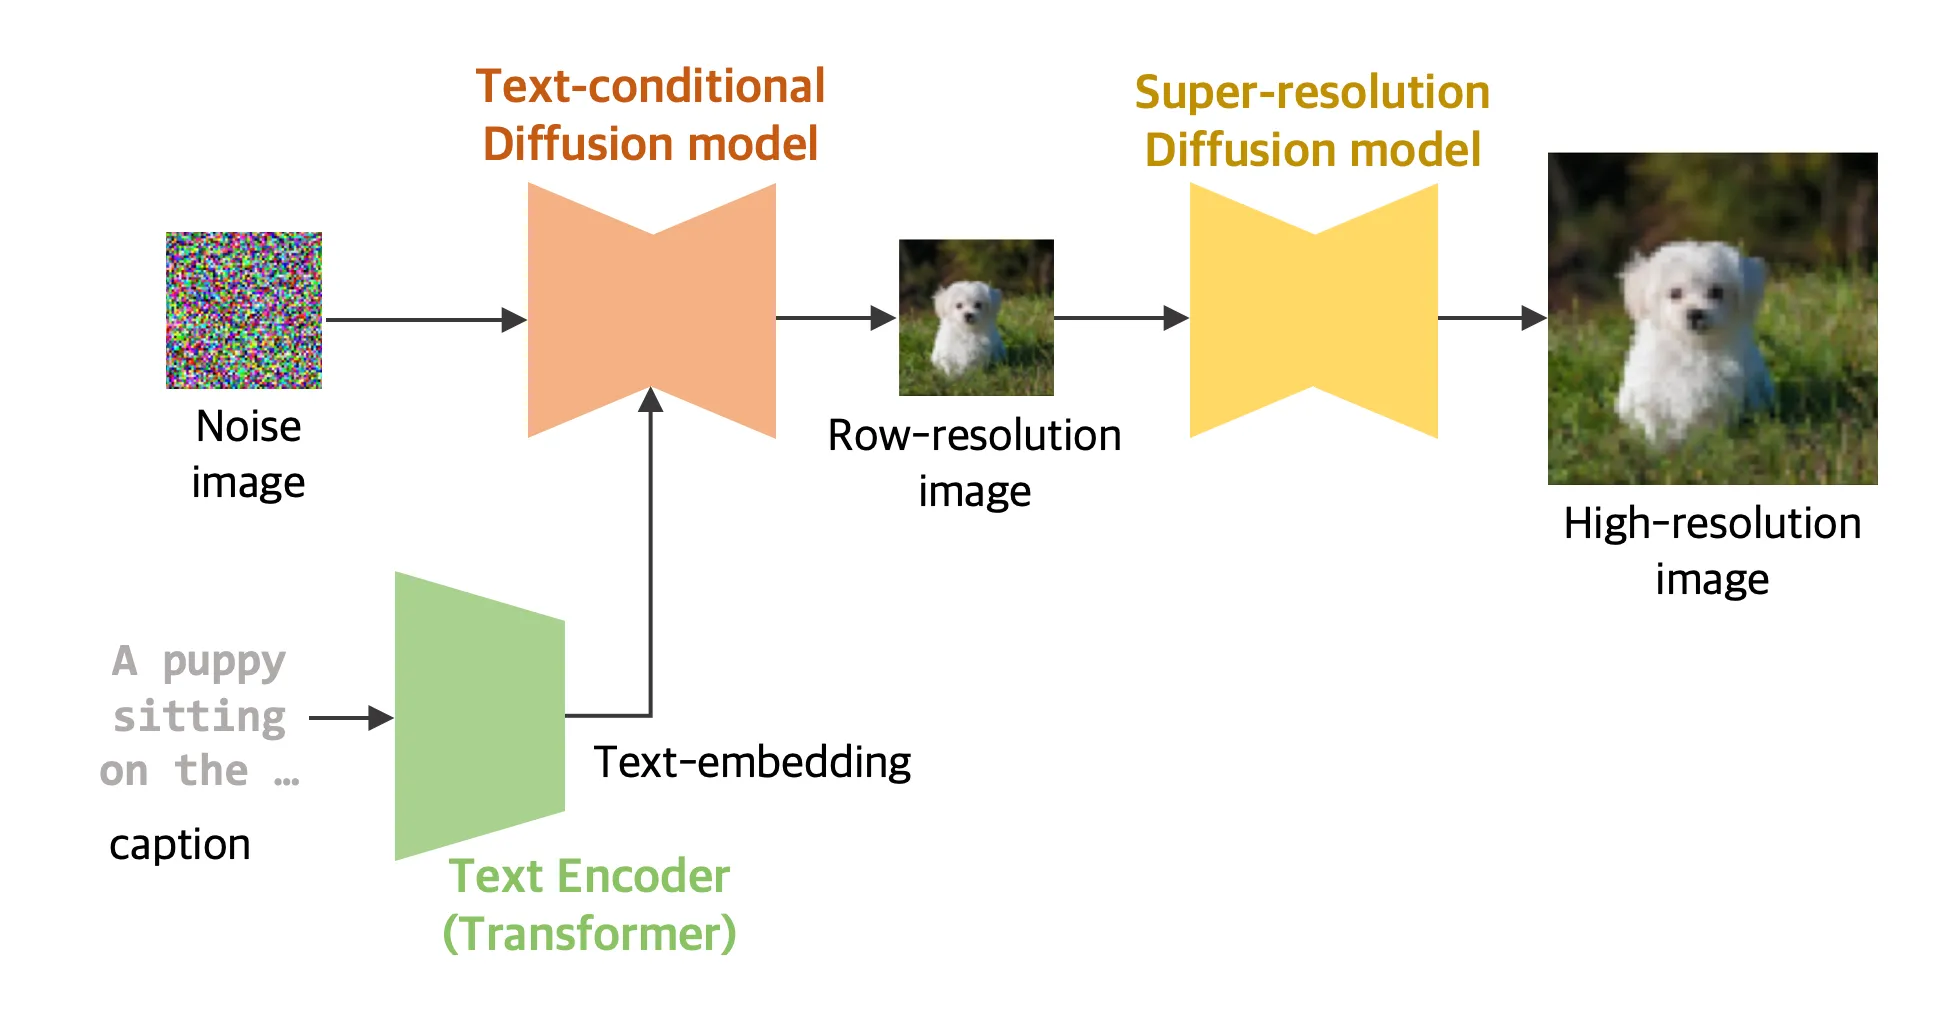 Text-conditional
Diffusion model
Super-resolution
Diffusion model
Noise
image
Row-resolution
image
High-resolution
image
A puppy
sitting
on the …
caption
Text-embedding
Text Encoder
(Transformer)